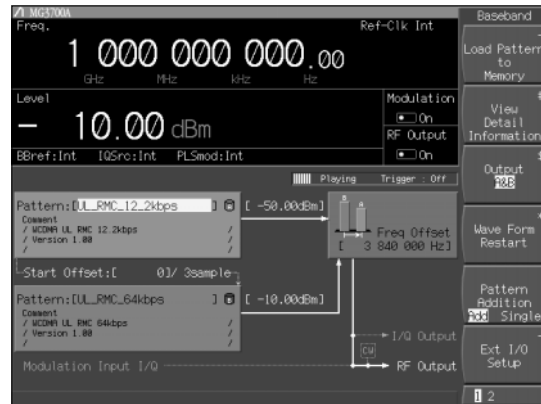 MG3700A
Freq.
Ref-Clk Int
1 000 000 000.00
GHz MHz kHz Hz
Level
- 10.00 dBm
Modulation
On
RF Output
On
BBref:Int IQSrc:Int PLSmod:Int
Playing Trigger : Off
Pattern:[UL_RMC_12_2kbps ] [ -50.00dBm]
Comment
/ WCDMA UL RMC 12.2kbps /
/ Version 1.00 /
/ /
B A
Freq Offset
[ 3 840 000 Hz]
Start Offset:[ 0]/ 3sample
Pattern:[UL_RMC_64kbps ] [ -10.00dBm]
Comment
/ WCDMA UL RMC 64kbps /
/ Version 1.00 /
/ /
I/Q Output
CW
Modulation Input I/Q
RF Output
Baseband
Load Pattern
to
Memory
View
Detail
Information
Output
A&B
*
Wave Form
Restart
Pattern
Addition
Add Single
Ext I/O
Setup
1 2